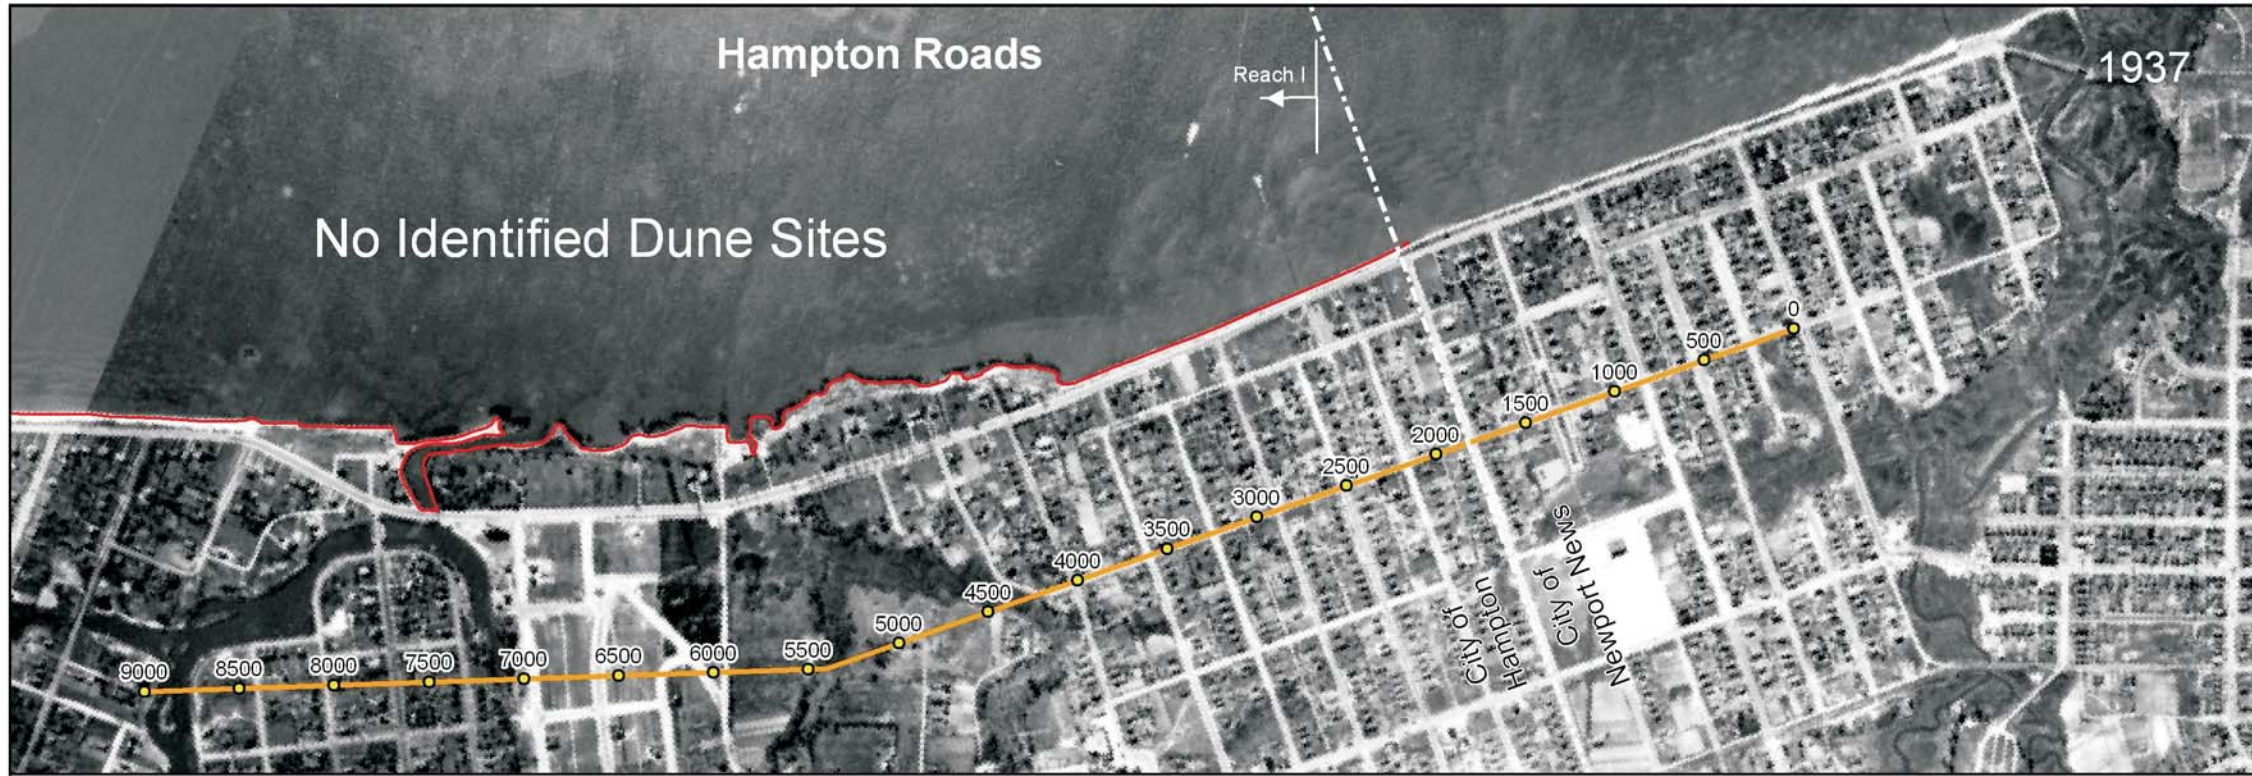 Hampton Roads
1937
Reach I
No Identified Dune Sites
0
500
1000
1500
2000
2500
3000
3500
4000
4500
5000
5500
6000
6500
7000
7500
8000
8500
9000
City of
Hampton
City of
Newport News